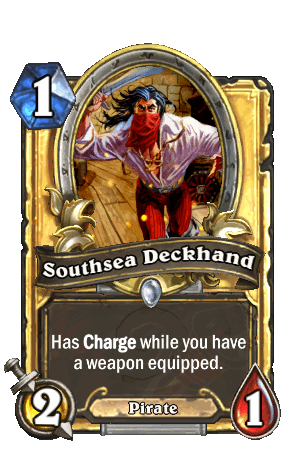 1
Southsea Deckhand
Has Charge while you have
a weapon equipped.
2
Pirate
1